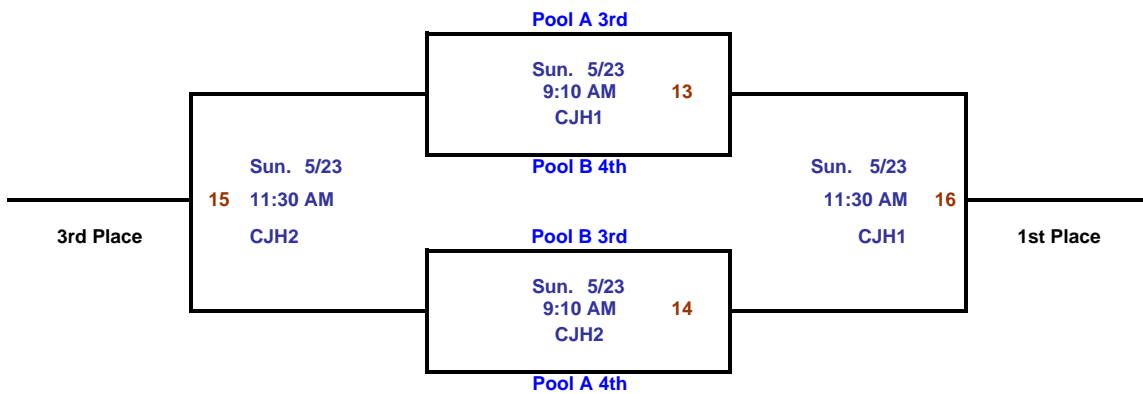 Pool A 3rd
Sun. 5/23
9:10 AM 13
CJH1
Pool B 4th
Sun. 5/23
15 11:30 AM
CJH2
3rd Place
Sun. 5/23
11:30 AM 16
CJH1
1st Place
Pool B 3rd
Sun. 5/23
9:10 AM 14
CJH2
Pool A 4th